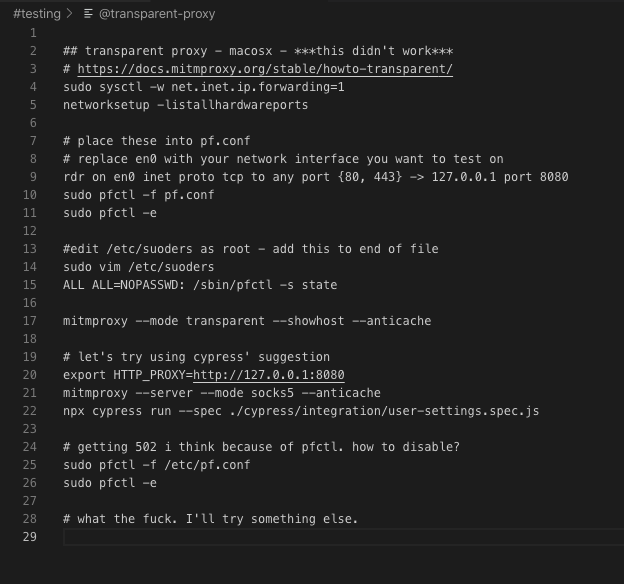 #testing > @transparent-proxy
1
2 ## transparent proxy - macosx - ***this didn't work***
3 # https://docs.mitmproxy.org/stable/howto-transparent/
4 sudo sysctl -w net.inet.ip.forwarding=1
5 networksetup -listallhardwareports
6
7 # place these into pf.conf
8 # replace en0 with your network interface you want to test on
9 rdr on en0 inet proto tcp to any port {80, 443} -> 127.0.0.1 port 8080
10 sudo pfctl -f pf.conf
11 sudo pfctl -e
12
13 #edit /etc/suoders as root - add this to end of file
14 sudo vim /etc/suoders
15 ALL ALL=NOPASSWD: /sbin/pfctl -s state
16
17 mitmproxy --mode transparent --showhost --anticache
18
19 # let's try using cypress' suggestion
20 export HTTP_PROXY=http://127.0.0.1:8080
21 mitmproxy --server --mode socks5 --anticache
22 npx cypress run --spec ./cypress/integration/user-settings.spec.js
23
24 # getting 502 i think because of pfctl. how to disable?
25 sudo pfctl -f /etc/pf.conf
26 sudo pfctl -e
27
28 # what the fuck. I'll try something else.
29